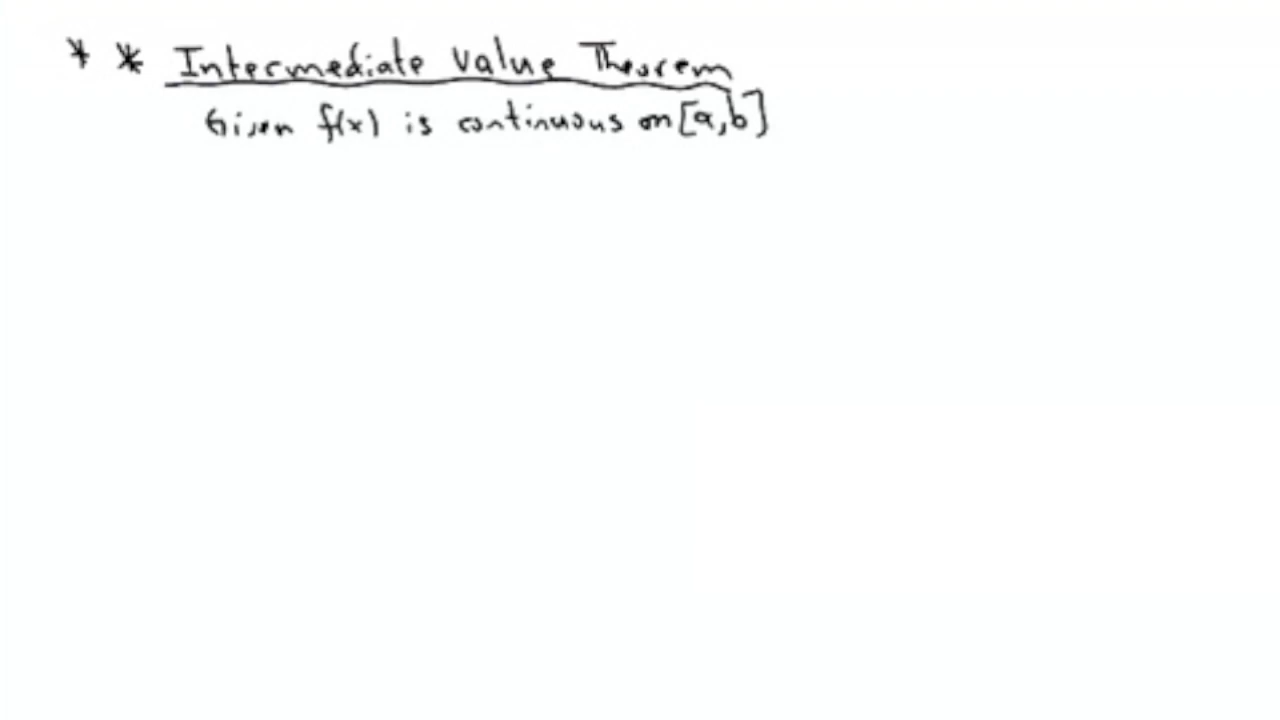 * * Intermediate Value Theorem
Given f(x) is continuous on [a,b]